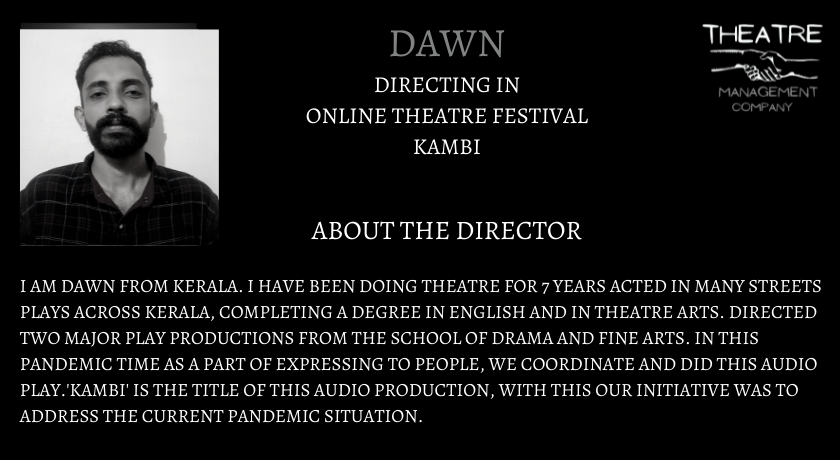 DAWN
DIRECTING IN
ONLINE THEATRE FESTIVAL
KAMBI
THEATRE
MANAGEMENT
COMPANY
ABOUT THE DIRECTOR
I AM DAWN FROM KERALA. I HAVE BEEN DOING THEATRE FOR 7 YEARS ACTED IN MANY STREETS
PLAYS ACROSS KERALA, COMPLETING A DEGREE IN ENGLISH AND IN THEATRE ARTS. DIRECTED
TWO MAJOR PLAY PRODUCTIONS FROM THE SCHOOL OF DRAMA AND FINE ARTS. IN THIS
PANDEMIC TIME AS A PART OF EXPRESSING TO PEOPLE, WE COORDINATE AND DID THIS AUDIO
PLAY.'KAMBI' IS THE TITLE OF THIS AUDIO PRODUCTION, WITH THIS OUR INITIATIVE WAS TO
ADDRESS THE CURRENT PANDEMIC SITUATION.